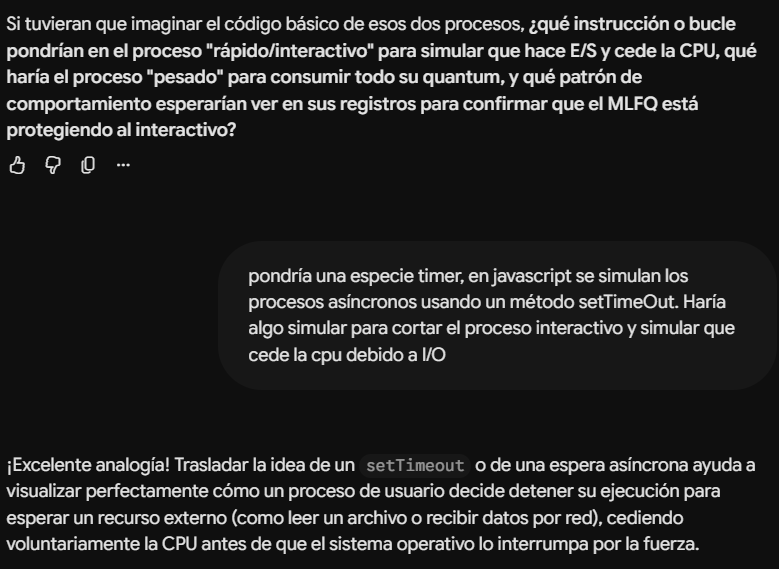 Si tuvieran que imaginar el código básico de esos dos procesos, ¿qué instrucción o bucle
pondrían en el proceso "rápido/interactivo" para simular que hace E/S y cede la CPU, qué
haría el proceso "pesado" para consumir todo su quantum, y qué patrón de
comportamiento esperarían ver en sus registros para confirmar que el MLFQ está
protegiendo al interactivo?
pondría una especie timer, en javascript se simulan los
procesos asíncronos usando un método setTimeOut. Haría
algo simular para cortar el proceso interactivo y simular que
cede la cpu debido a I/O
¡Excelente analogía! Trasladar la idea de un setTimeout o de una espera asíncrona ayuda a
visualizar perfectamente cómo un proceso de usuario decide detener su ejecución para
esperar un recurso externo (como leer un archivo o recibir datos por red), cediendo
voluntariamente la CPU antes de que el sistema operativo lo interrumpa por la fuerza.